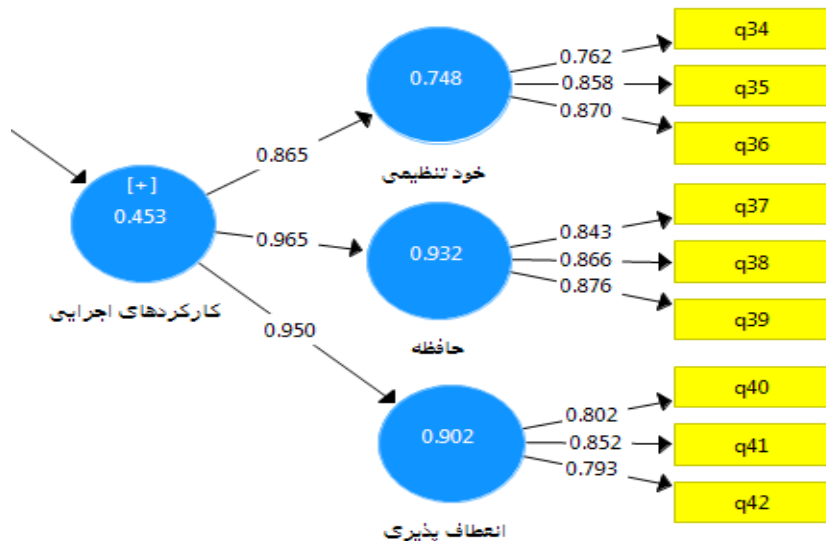 q34
0.762
0.748
0.858
q35
0.870
q36
0.865
خود تنظیمی
[+]
0.453
q37
0.843
0.965
0.932
0.866
q38
0.876
q39
کارکردهای اجرایی
0.950
حافظه
q40
0.802
0.902
0.852
q41
0.793
q42
انعطاف پذیری